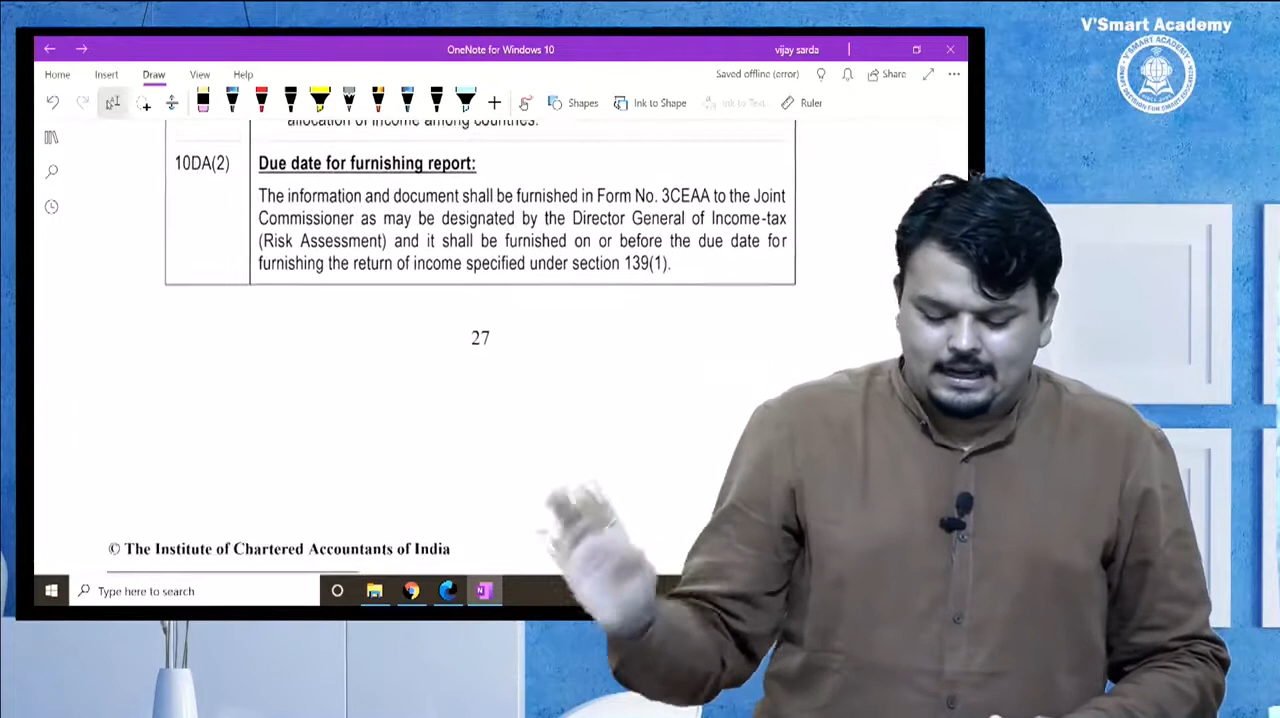 V'Smart Academy
OneNote for Windows 10
vijay sarda
Home Insert Draw View Help
Saved offline (error)
Share
Shapes
Ink to Shape
Ink to Text
Ruler
allocation of income among countries.
10DA(2)
Due date for furnishing report:
The information and document shall be furnished in Form No. 3CEAA to the Joint
Commissioner as may be designated by the Director General of Income-tax
(Risk Assessment) and it shall be furnished on or before the due date for
furnishing the return of income specified under section 139(1).
27
© The Institute of Chartered Accountants of India
Type here to search